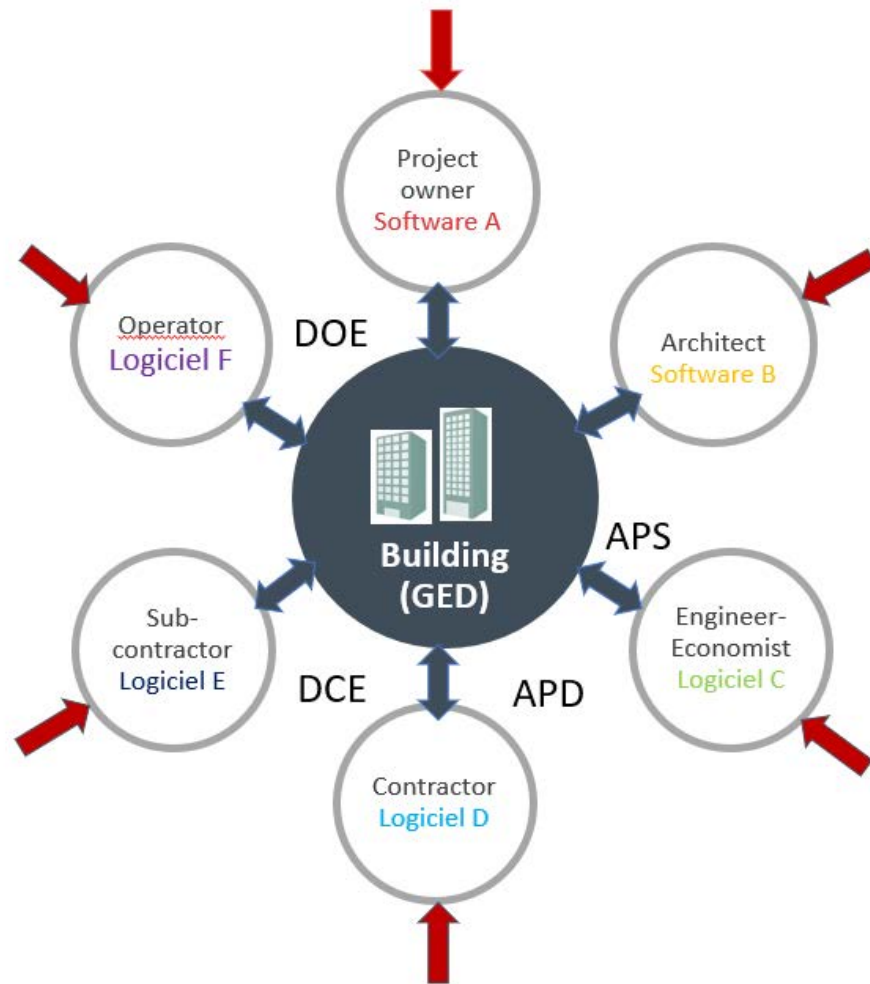 Project
owner
Software A
Operator
Logiciel F
DOE
Architect
Software B
Building
(GED)
APS
Sub-
contractor
Logiciel E
Engineer-
Economist
Logiciel C
DCE
APD
Contractor
Logiciel D